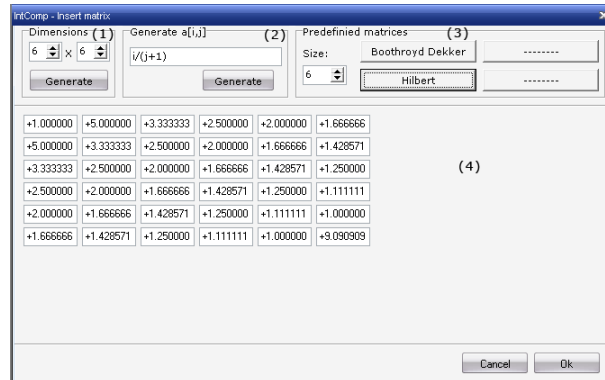 IntComp - Insert matrix
Dimensions (1)
6 x 6
Generate
Generate a[i,j] (2)
i/(j+1)
Generate
Predefinied matrices (3)
Size:
6
Boothroyd Dekker
--------
Hilbert
--------
+1.000000 +5.000000 +3.333333 +2.500000 +2.000000 +1.666666
+5.000000 +3.333333 +2.500000 +2.000000 +1.666666 +1.428571
+3.333333 +2.500000 +2.000000 +1.666666 +1.428571 +1.250000
+2.500000 +2.000000 +1.666666 +1.428571 +1.250000 +1.111111
+2.000000 +1.666666 +1.428571 +1.250000 +1.111111 +1.000000
+1.666666 +1.428571 +1.250000 +1.111111 +1.000000 +9.090909
(4)
Cancel
Ok